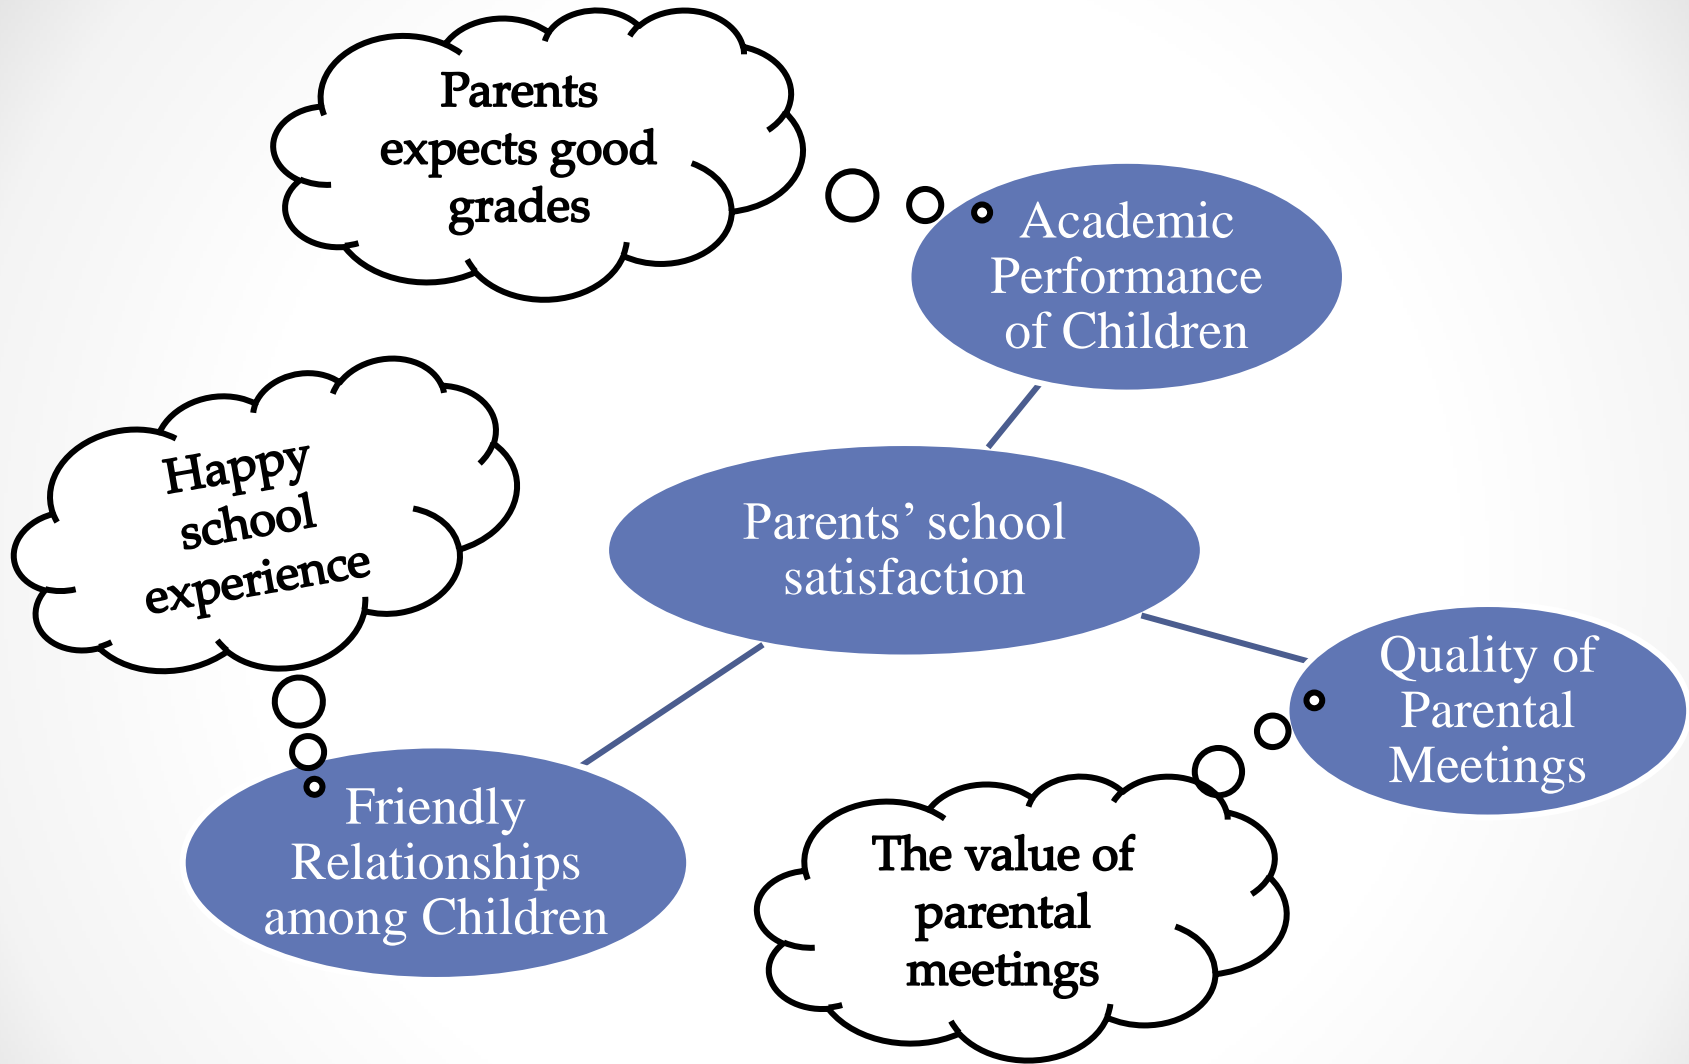 Parents
expects good
grades
Academic
Performance
of Children
Happy
school
experience
Parents’ school
satisfaction
Quality of
Parental
Meetings
Friendly
Relationships
among Children
The value of
parental
meetings